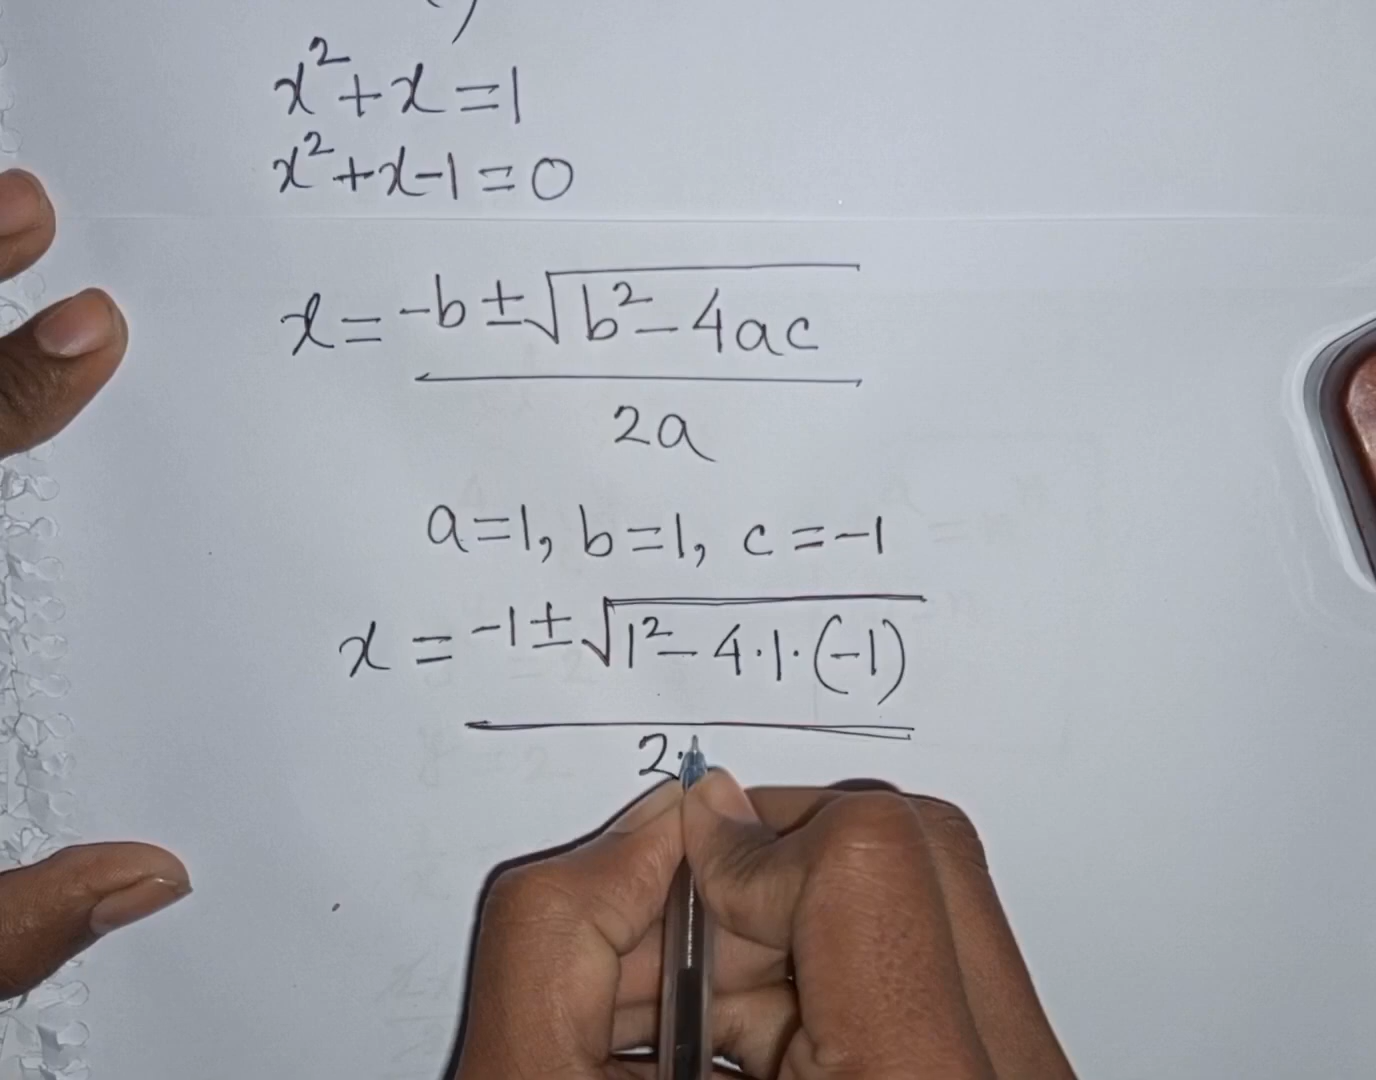 x²+x=1
x²+x-1=0
x=-b±√b²-4ac
2a
a=1, b=1, c=-1
x=-1±√1²-4·1·(-1)
2·